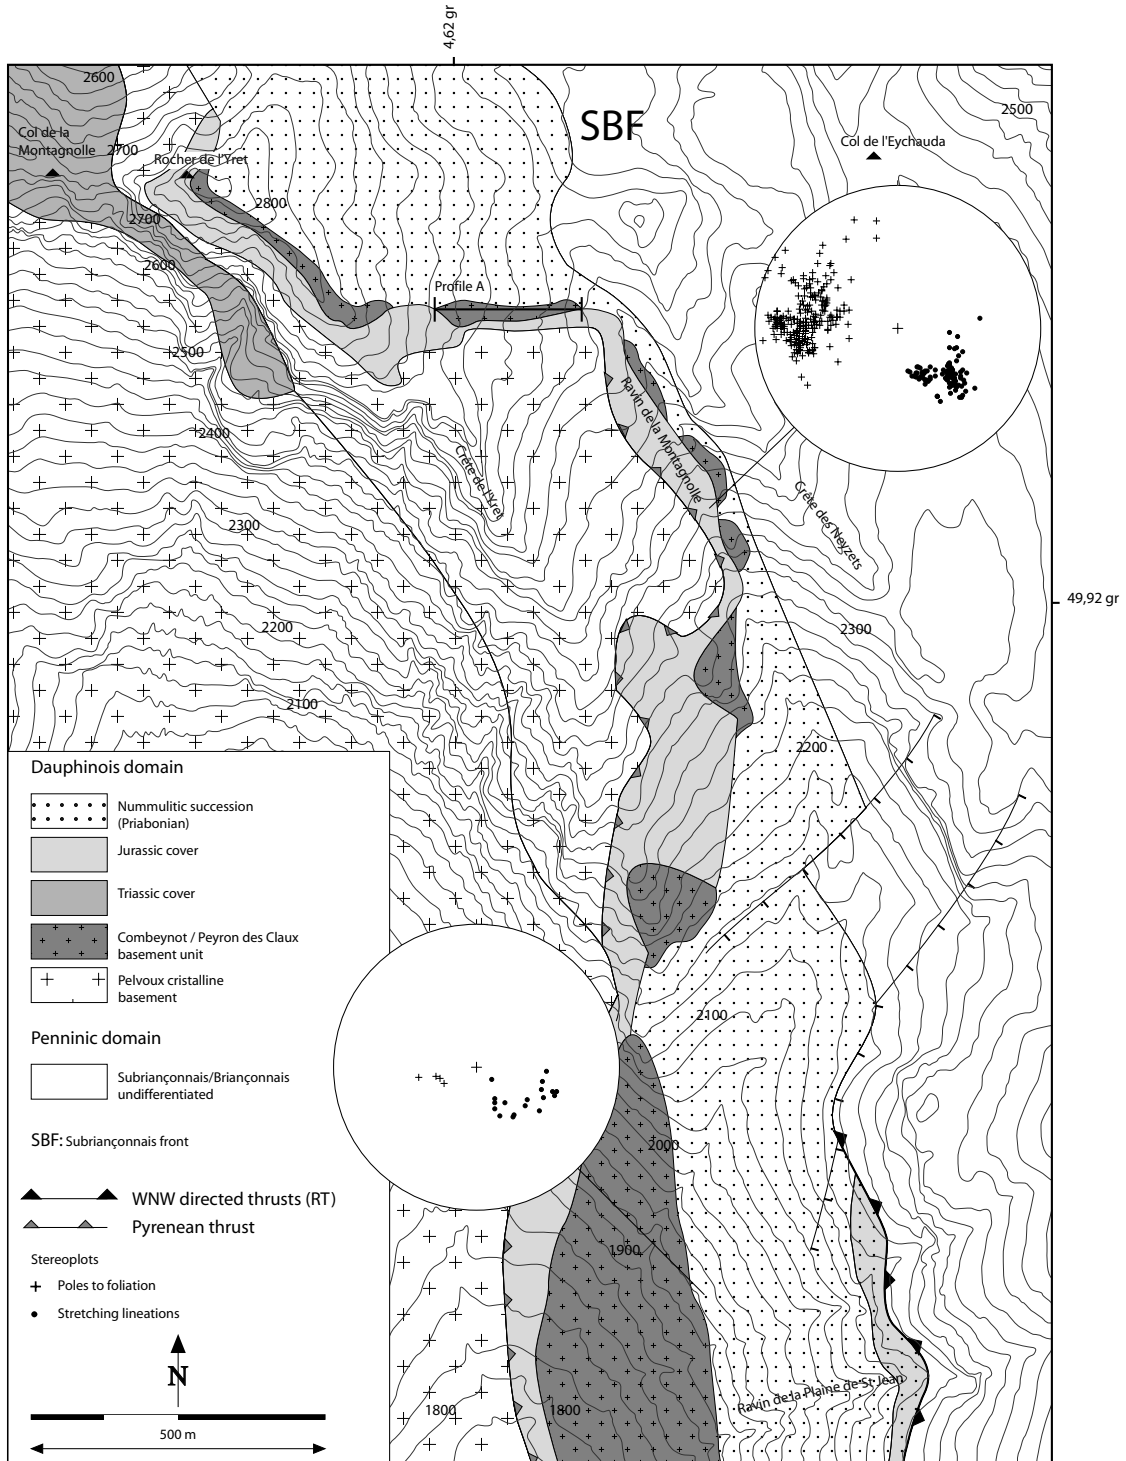 4,62 gr
2600
SBF
2500
Col de l'Eychauda
Col de la
Montagnolle
2700
Rocher de l'Yret
2800
2700
2600
Profile A
2500
Ravin de la Montagnolle
2400
Crête de l'Yret
Crête des Neyzets
2300
49,92 gr
2200
2300
2100
2200
Dauphinois domain
Nummulitic succession
(Priabonian)
Jurassic cover
Triassic cover
Combeynot / Peyron des Claux
basement unit
Pelvoux cristalline
basement
2100
Penninic domain
Subriançonnais/Briançonnais
undifferentiated
SBF: Subriançonnais front
2000
WNW directed thrusts (RT)
Pyrenean thrust
1900
Stereoplots
Poles to foliation
Stretching lineations
N
Ravin de la Plaine de St Jean
1800
1800
500 m